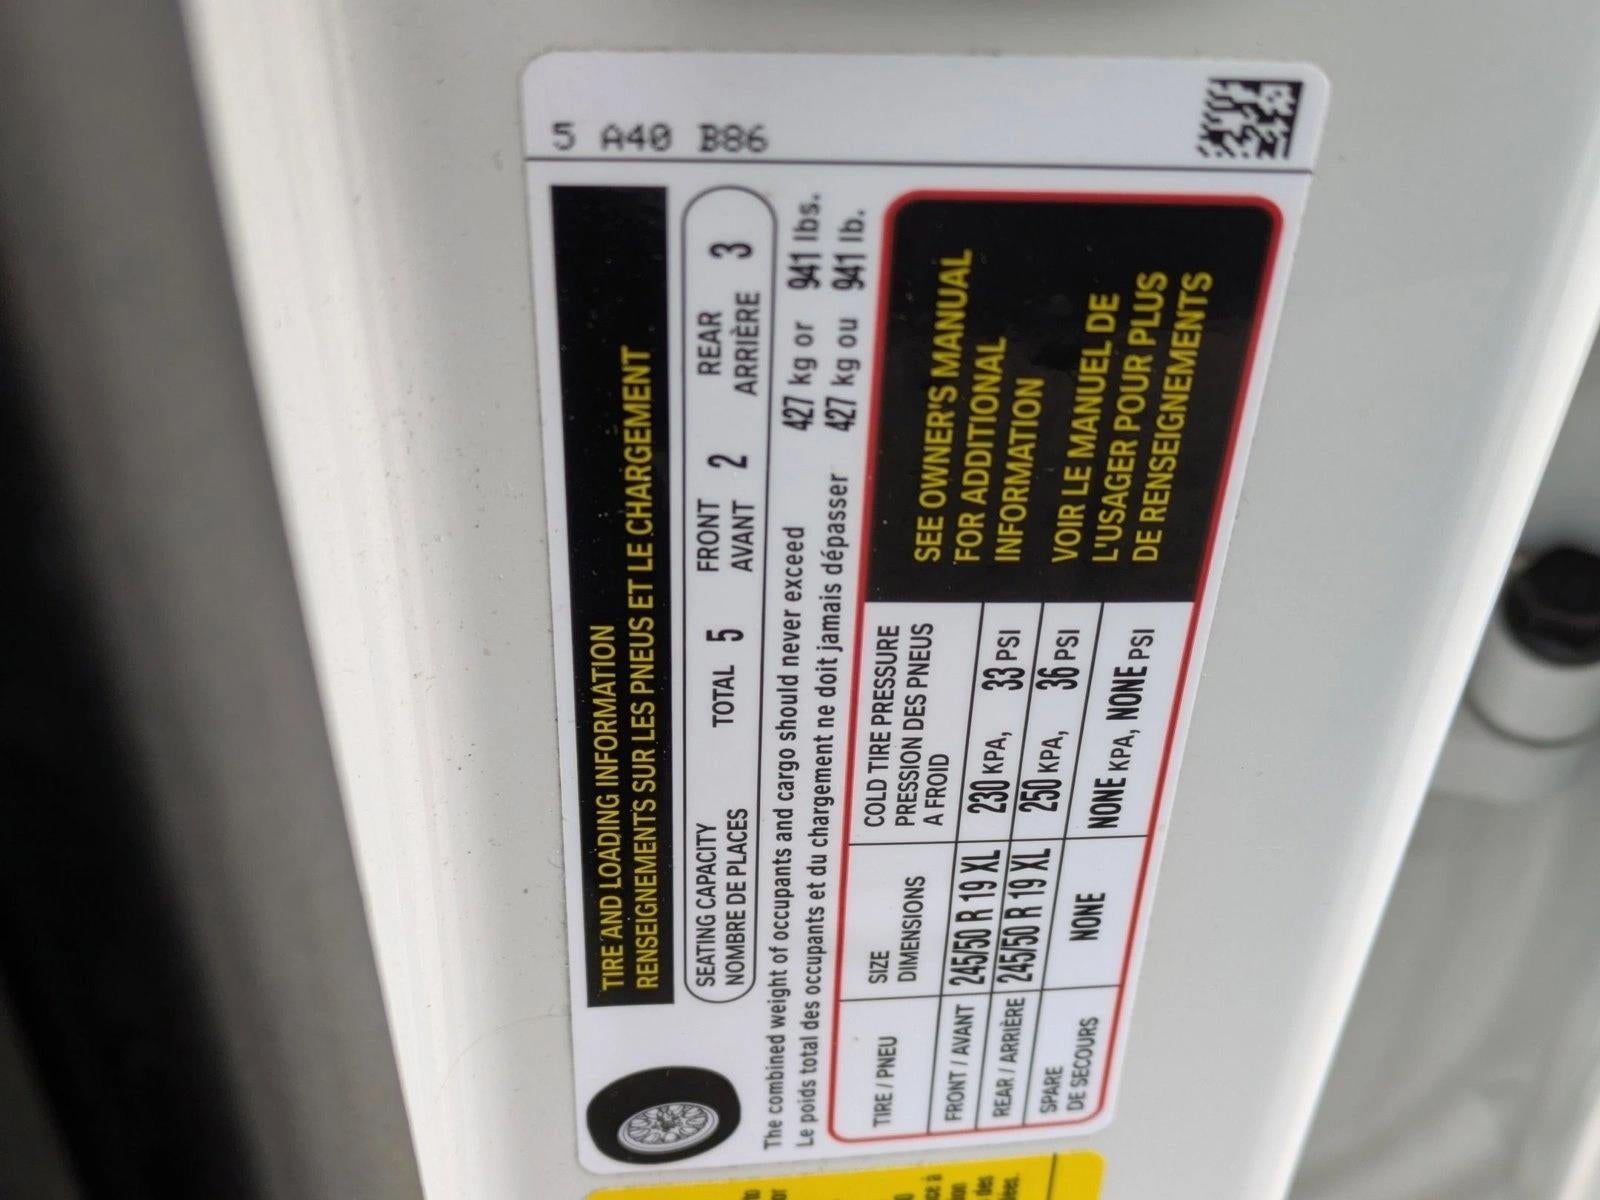 5 A40 B86
TIRE AND LOADING INFORMATION
RENSEIGNEMENTS SUR LES PNEUS ET LE CHARGEMENT
SEATING CAPACITY
NOMBRE DE PLACES
TOTAL 5
FRONT
AVANT 2
REAR
ARRIÈRE 3
The combined weight of occupants and cargo should never exceed 427 kg or 941 lbs.
Le poids total des occupants et du chargement ne doit jamais dépasser 427 kg ou 941 lb.
TIRE / PNEU
SIZE
DIMENSIONS
COLD TIRE PRESSURE
PRESSION DES PNEUS
A FROID
FRONT / AVANT 245/50 R 19 XL 230 KPA, 33 PSI
REAR / ARRIÈRE 245/50 R 19 XL 250 KPA, 36 PSI
SPARE
DE SECOURS NONE NONE KPA, NONE PSI
SEE OWNER'S MANUAL
FOR ADDITIONAL
INFORMATION
VOIR LE MANUEL DE
L'USAGER POUR PLUS
DE RENSEIGNEMENTS